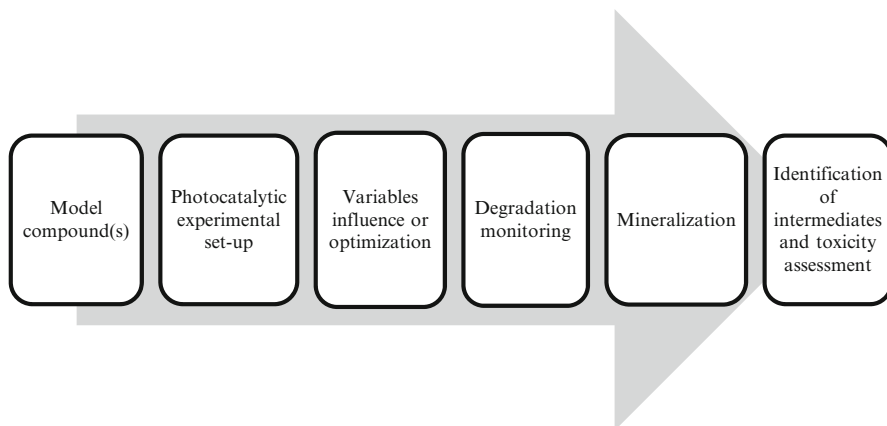 Model
compound(s)
Photocatalytic
experimental
set-up
Variables
influence or
optimization
Degradation
monitoring
Mineralization
Identification
of
intermediates
and toxicity
assessment